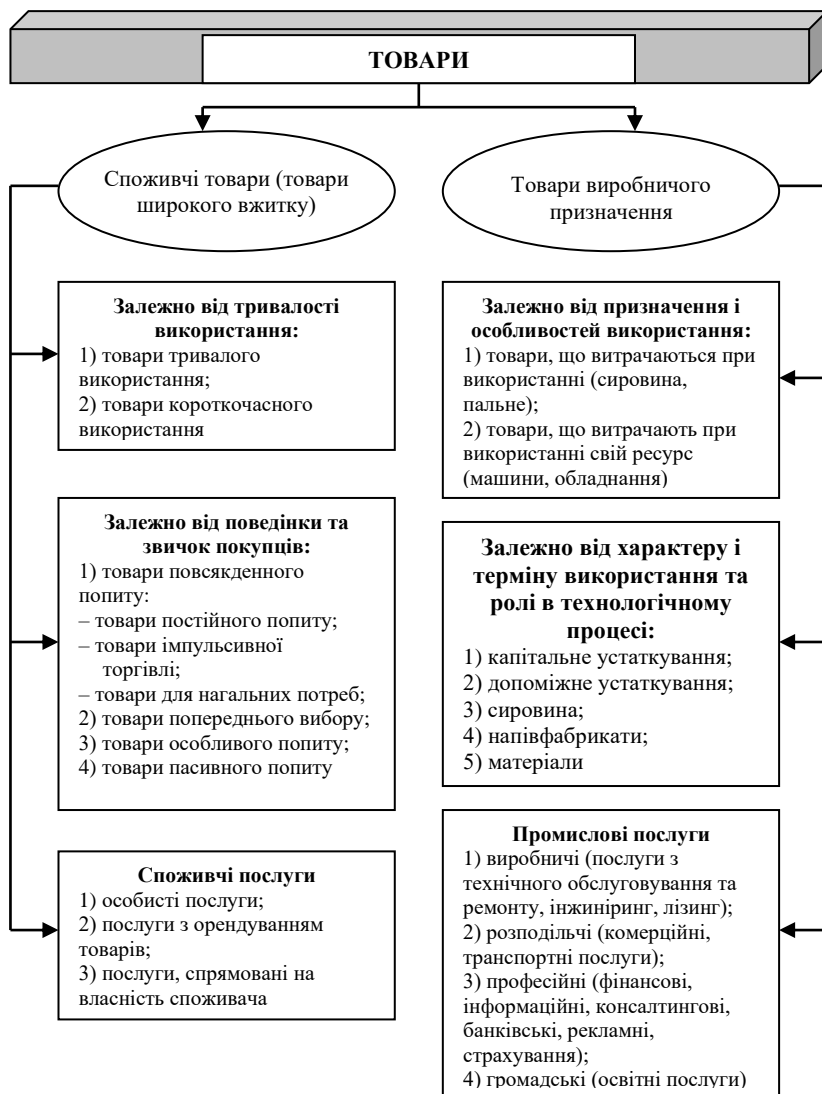 ТОВАРИ
Споживчі товари (товари
широкого вжитку)
Товари виробничого
призначення
Залежно від тривалості
використання:
1) товари тривалого
використання;
2) товари короткочасного
використання
Залежно від призначення і
особливостей використання:
1) товари, що витрачаються при
використанні (сировина,
пальне);
2) товари, що витрачають при
використанні свій ресурс
(машини, обладнання)
Залежно від поведінки та
звичок покупців:
1) товари повсякденного
попиту:
– товари постійного попиту;
– товари імпульсивної
торгівлі;
– товари для нагальних потреб;
2) товари попереднього вибору;
3) товари особливого попиту;
4) товари пасивного попиту
Залежно від характеру і
терміну використання та
ролі в технологічному
процесі:
1) капітальне устаткування;
2) допоміжне устаткування;
3) сировина;
4) напівфабрикати;
5) матеріали
Споживчі послуги
1) особисті послуги;
2) послуги з орендуванням
товарів;
3) послуги, спрямовані на
власність споживача
Промислові послуги
1) виробничі (послуги з
технічного обслуговування та
ремонту, інжиніринг, лізинг);
2) розподільчі (комерційні,
транспортні послуги);
3) професійні (фінансові,
інформаційні, консалтингові,
банківські, рекламні,
страхування);
4) громадські (освітні послуги)